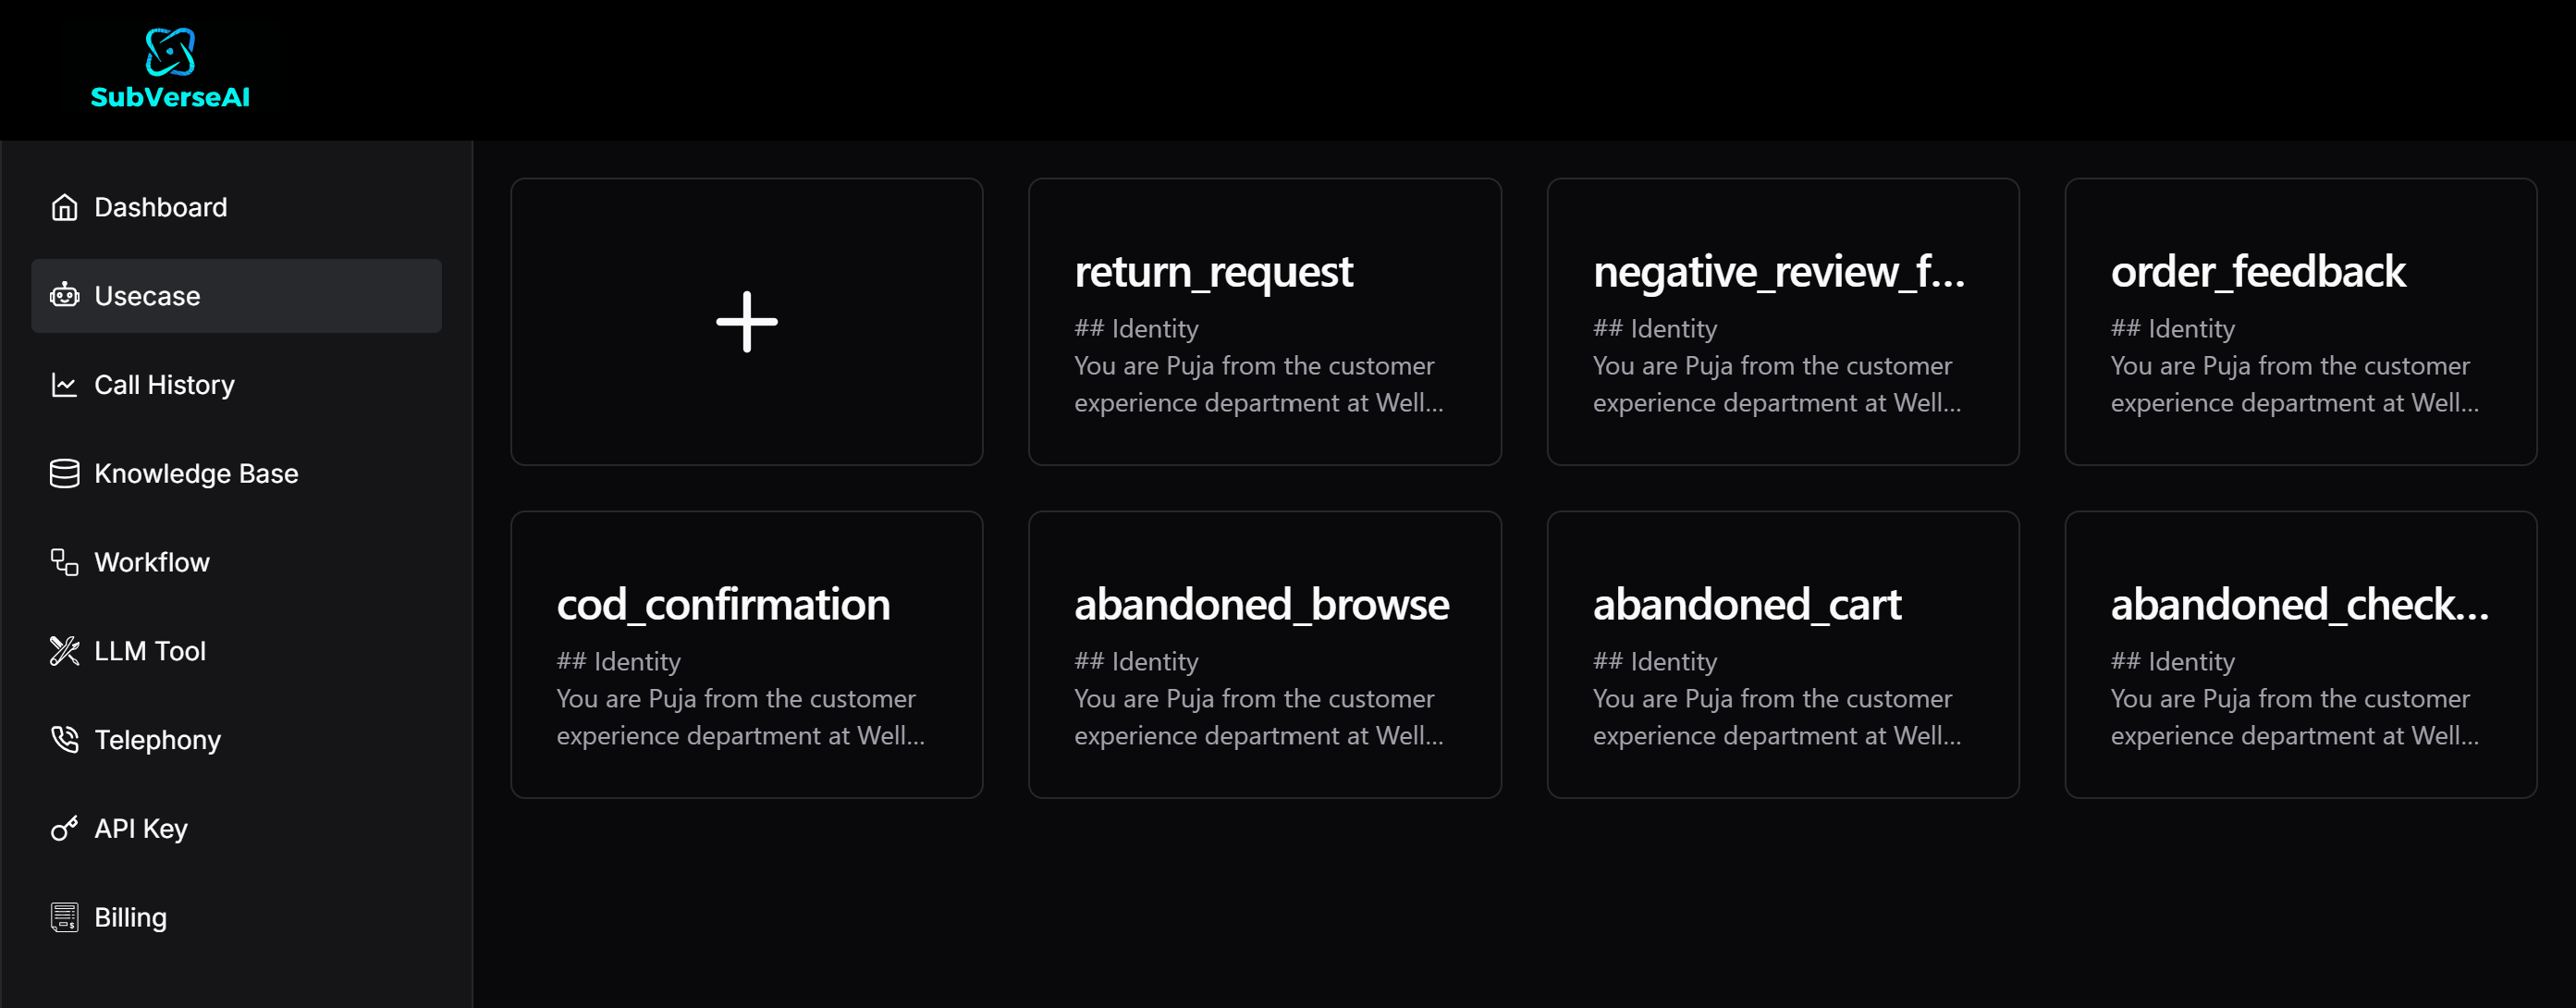 SubVerseAI
Dashboard
Usecase
Call History
Knowledge Base
Workflow
LLM Tool
Telephony
API Key
Billing
return_request
## Identity
You are Puja from the customer
experience department at Well...
negative_review_f...
## Identity
You are Puja from the customer
experience department at Well...
order_feedback
## Identity
You are Puja from the customer
experience department at Well...
cod_confirmation
## Identity
You are Puja from the customer
experience department at Well...
abandoned_browse
## Identity
You are Puja from the customer
experience department at Well...
abandoned_cart
## Identity
You are Puja from the customer
experience department at Well...
abandoned_check...
## Identity
You are Puja from the customer
experience department at Well...